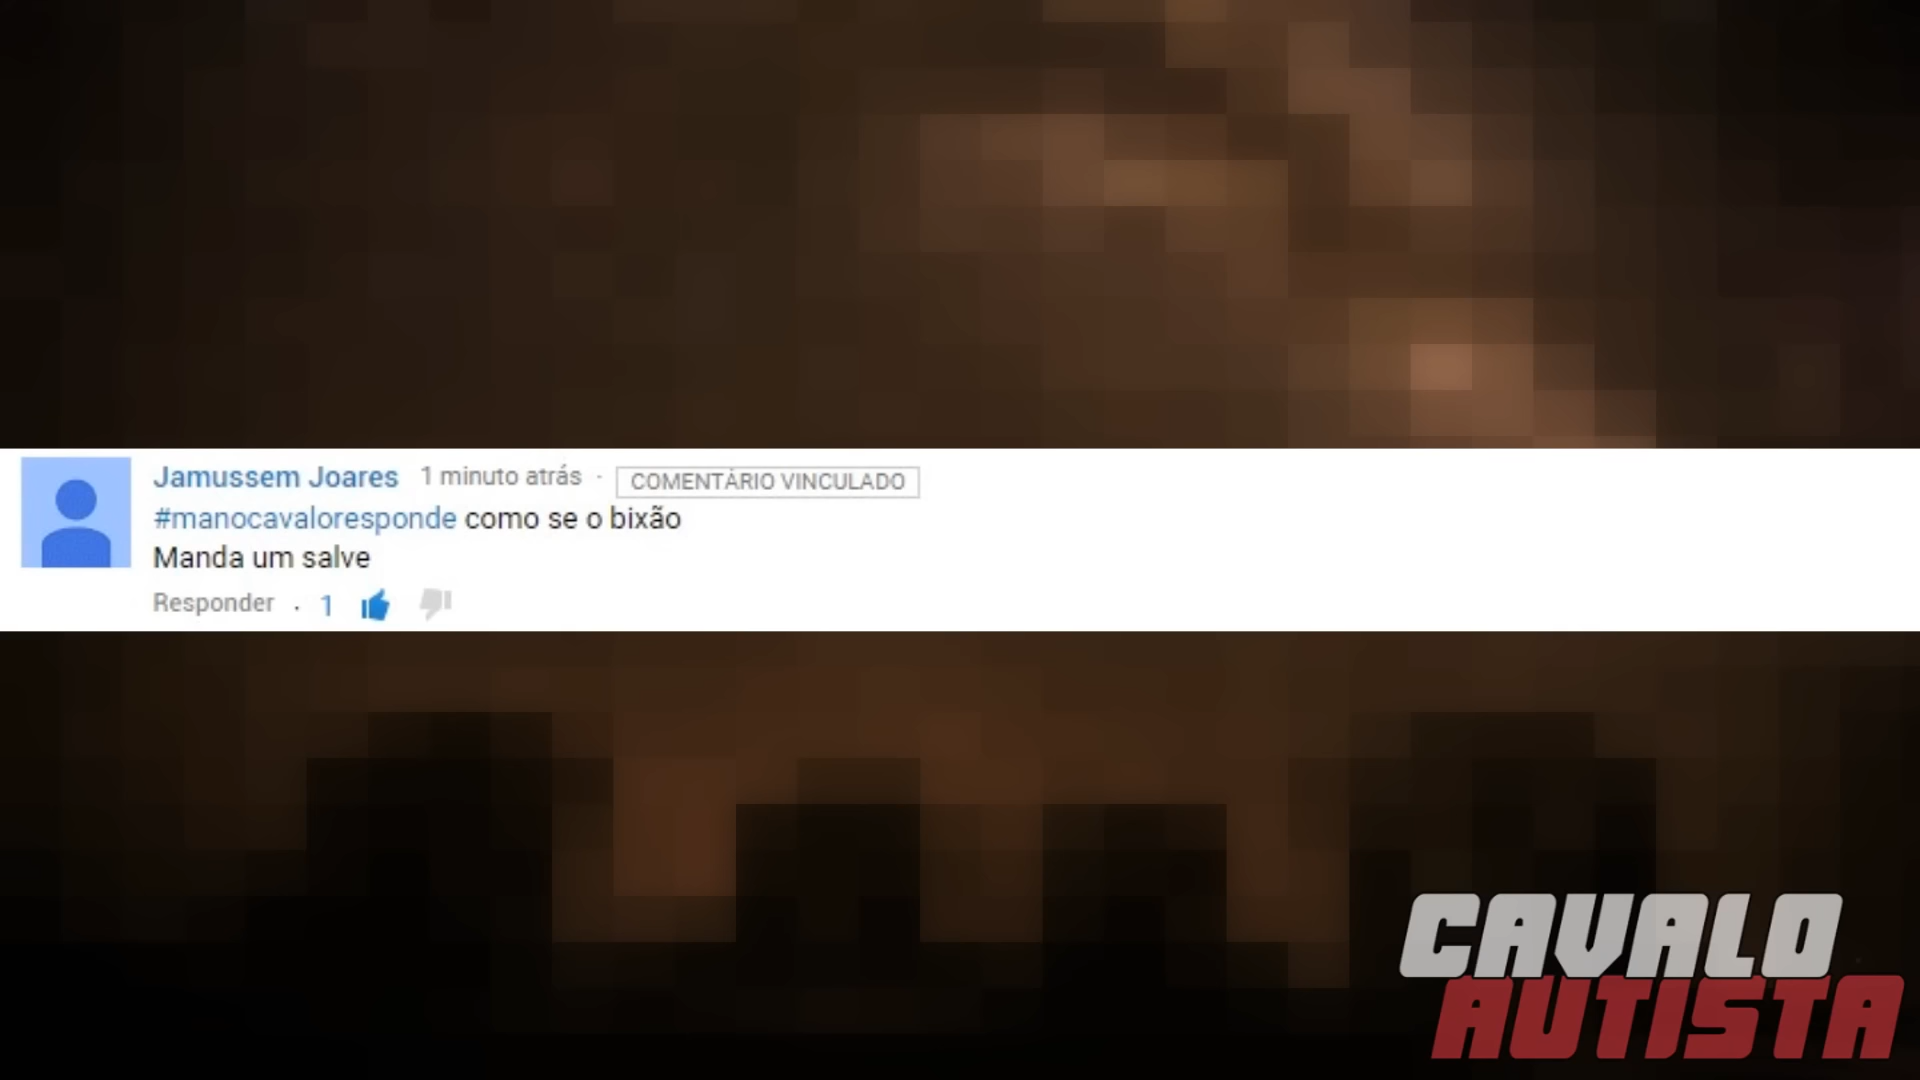 Jamussem Joares 1 minuto atrás · COMENTÁRIO VINCULADO
#manocavaloresponde como se o bixão
Manda um salve
Responder · 1
CAVALO
AUTISTA